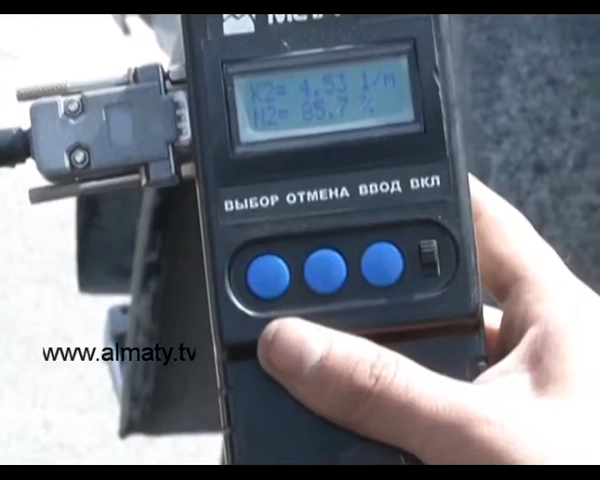 K2= 4,53 1/m
N2= 85,7 %
ВЫБОР ОТМЕНА ВВОД ВКЛ
www.almaty.tv